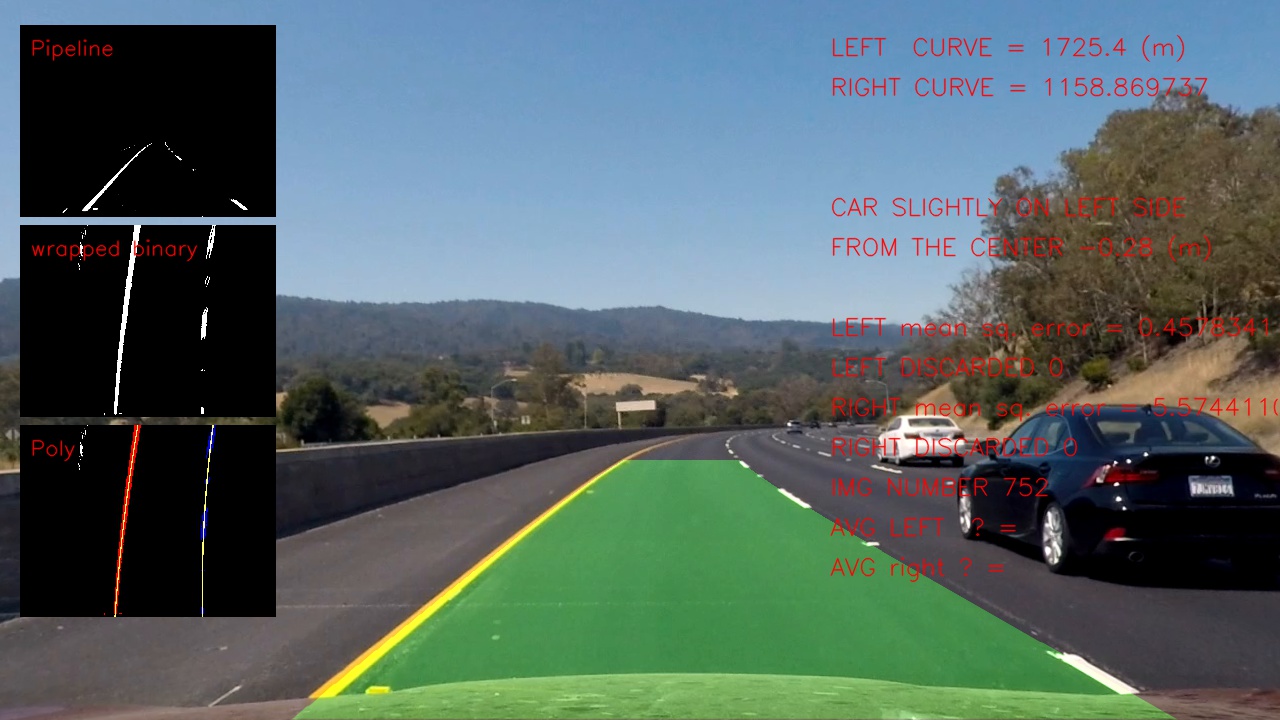 Pipeline
wrapped binary
Poly
LEFT CURVE = 1725.4 (m)
RIGHT CURVE = 1158.869737
CAR SLIGHTLY ON LEFT SIDE
FROM THE CENTER -0.28 (m)
LEFT mean sq. error = 0.4578341
LEFT DISCARDED 0
RIGHT mean sq. error = 5.5744110
RIGHT DISCARDED 0
IMG NUMBER 752
AVG LEFT ? =
AVG right ? =